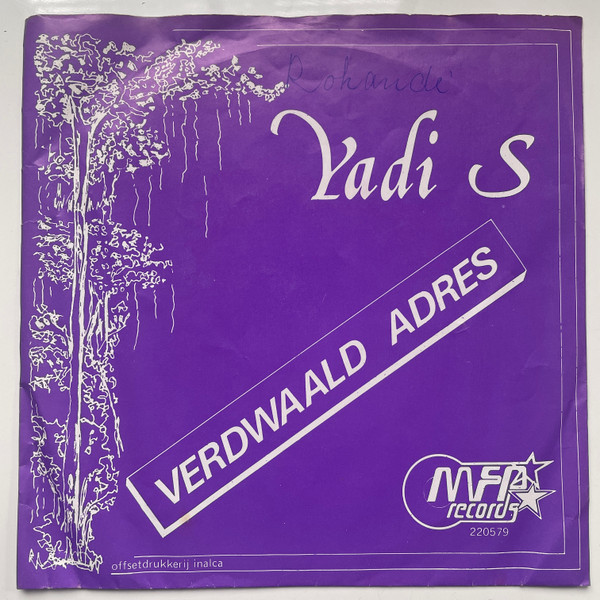 Rohandi
Yadi S
VERDWAALD ADRES
MFA
records
220579
offsetdrukkerij inalca